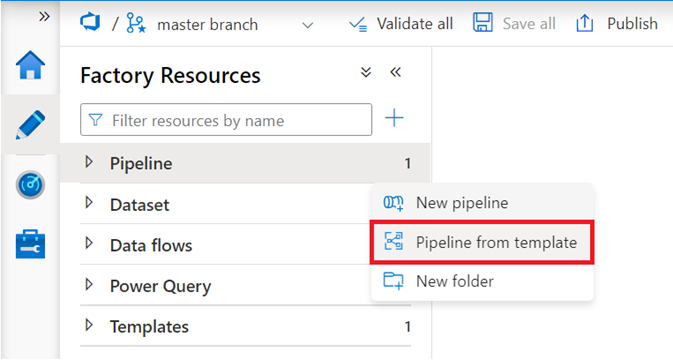 » / master branch Validate all Save all Publish
Factory Resources
Filter resources by name
Pipeline 1
Dataset
New pipeline
Data flows
Pipeline from template
Power Query
New folder
Templates 1